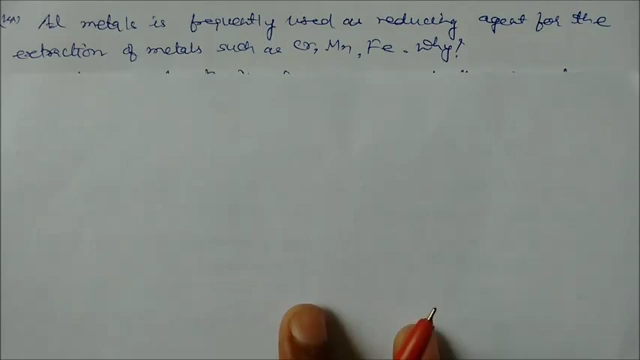 (14) Al metals is frequently used as reducing agent for the
extraction of metals such as Cr, Mn, Fe. Why?